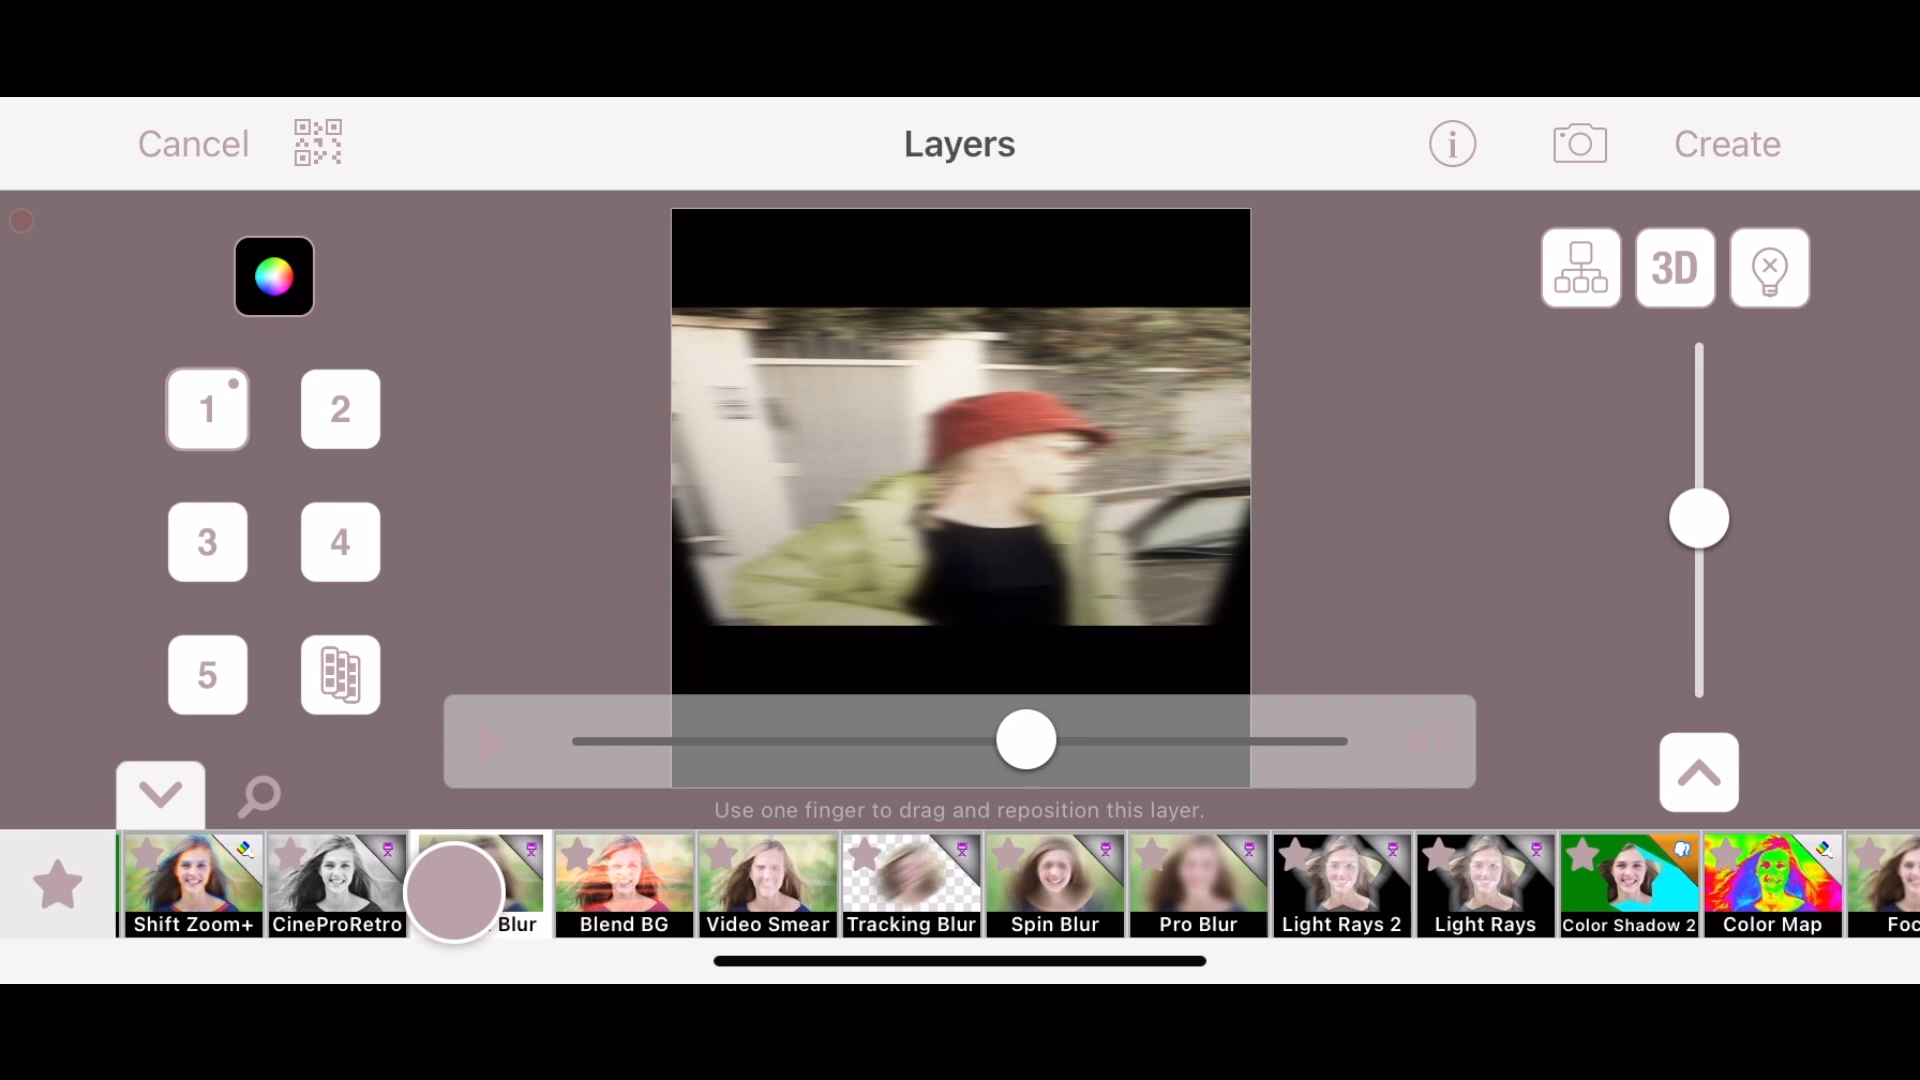 Cancel
Layers
Create
3D
1
2
3
4
5
Use one finger to drag and reposition this layer.
Shift Zoom+
CineProRetro
Blur
Blend BG
Video Smear
Tracking Blur
Spin Blur
Pro Blur
Light Rays 2
Light Rays
Color Shadow 2
Color Map
Foc